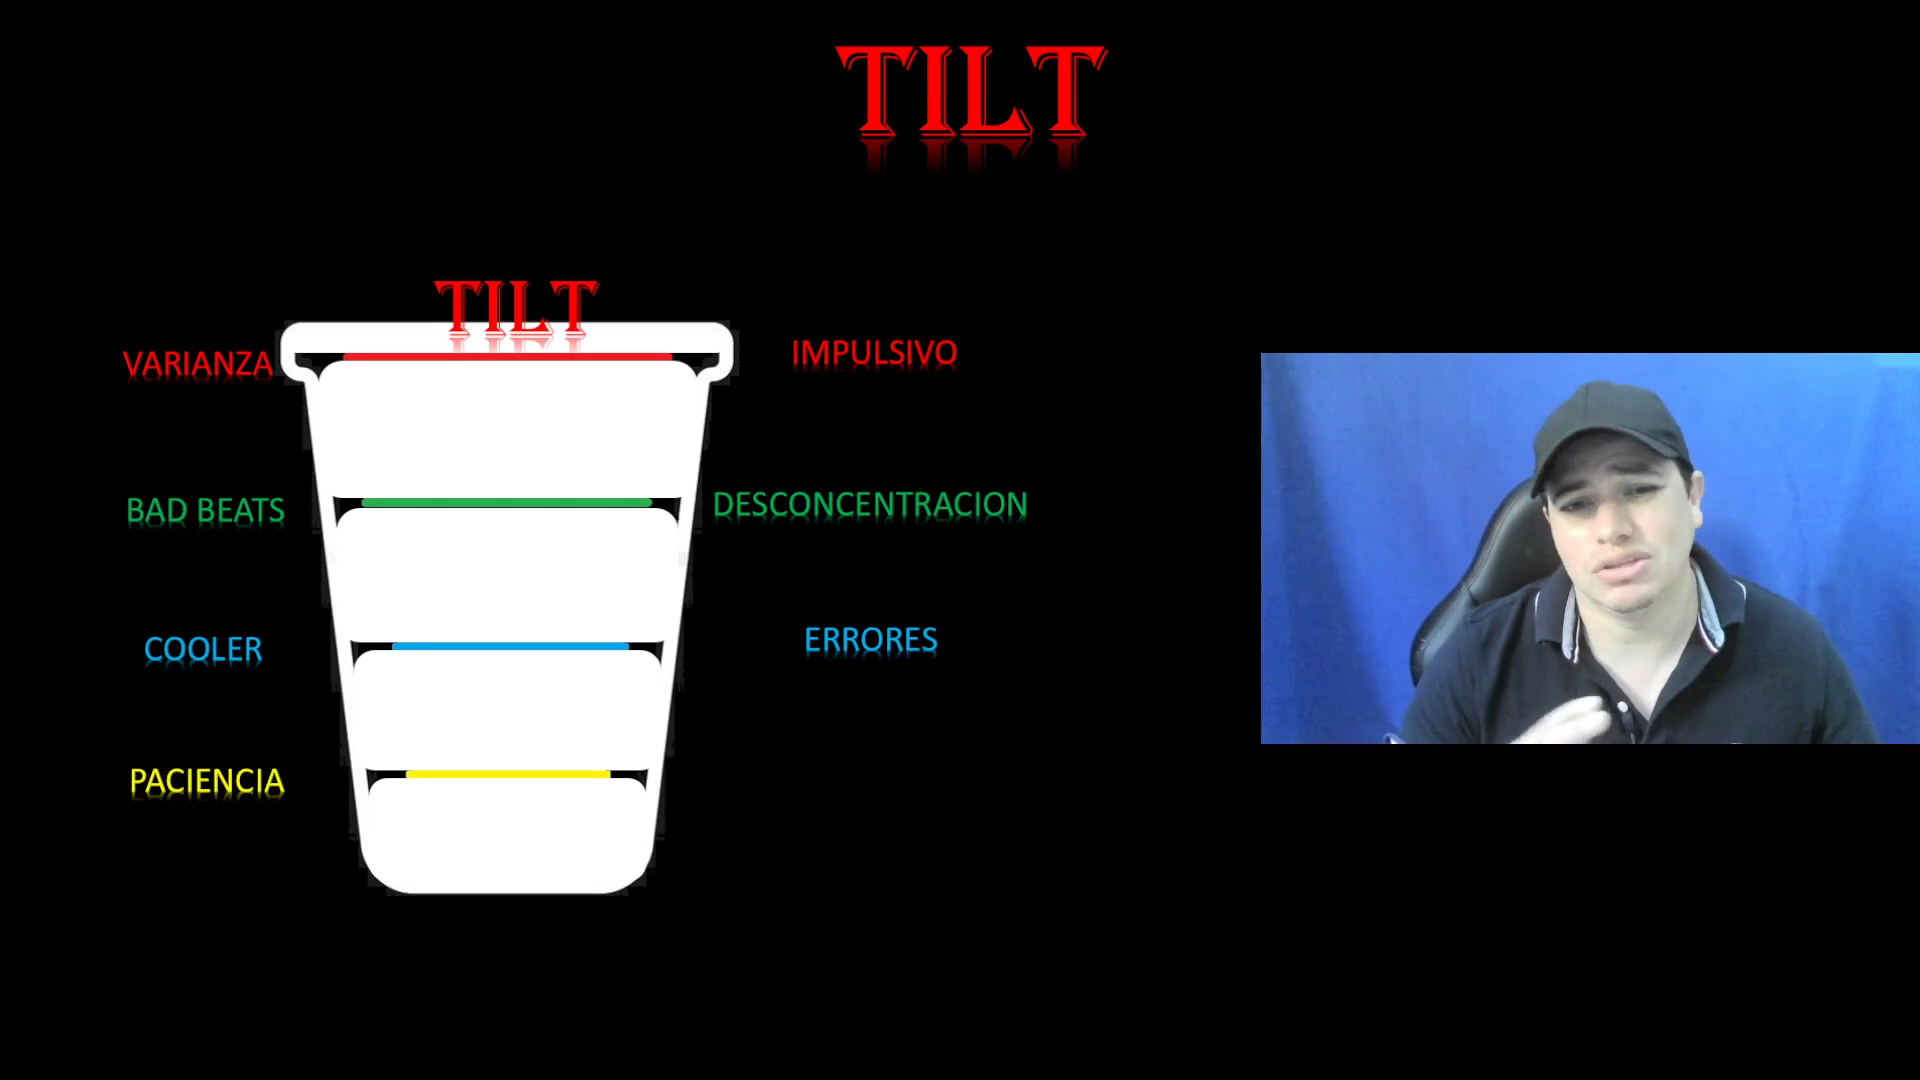 TILT
TILT
VARIANZA
IMPULSIVO
BAD BEATS
DESCONCENTRACION
COOLER
ERRORES
PACIENCIA